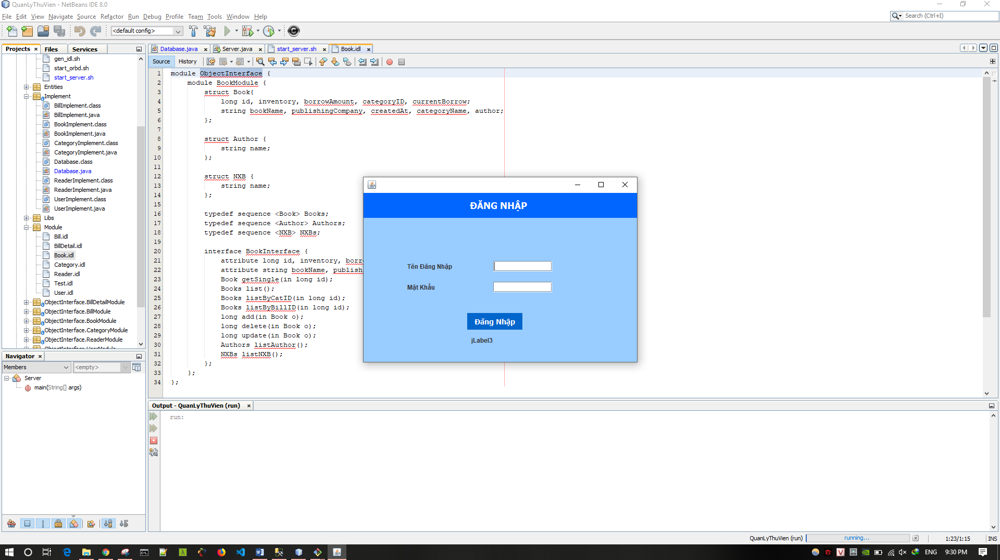 QuanLyThuVien - NetBeans IDE 8.0
File Edit View Navigate Source Refactor Run Debug Profile Team Tools Window Help
Search (Ctrl+I)
<default config>
Projects Files Services
gen_idl.sh
start_orbd.sh
start_server.sh
Entities
Implement
BillImplement.class
BillImplement.java
BookImplement.class
BookImplement.java
CategoryImplement.class
CategoryImplement.java
Database.class
Database.java
ReaderImplement.class
ReaderImplement.java
UserImplement.class
UserImplement.java
Libs
Module
Bill.idl
BillDetail.idl
Book.idl
Category.idl
Reader.idl
Test.idl
User.idl
ObjectInterface.BillDetailModule
ObjectInterface.BillModule
ObjectInterface.BookModule
ObjectInterface.CategoryModule
ObjectInterface.ReaderModule
ObjectInterface.UserModule
Navigator
Members <empty>
Server
main(String[] args)
Database.java Server.java start_server.sh Book.idl
Source History
1 module ObjectInterface {
2 module BookModule {
3 struct Book{
4 long id, inventory, borrowAmount, categoryID, currentBorrow;
5 string bookName, publishingCompany, createdAt, categoryName, author;
6 };
7
8 struct Author {
9 string name;
10 };
11
12 struct NXB {
13 string name;
14 };
15
16 typedef sequence <Book> Books;
17 typedef sequence <Author> Authors;
18 typedef sequence <NXB> NXBs;
19
20 interface BookInterface {
21 attribute long id, inventory, borr
22 attribute string bookName, publish
23 Book getSingle(in long id);
24 Books list();
25 Books listByCatID(in long id);
26 Books listByBillID(in long id);
27 long add(in Book o);
28 long delete(in Book o);
29 long update(in Book o);
30 Authors listAuthor();
31 NXBs listNXB();
32 };
33 };
34 };
ĐĂNG NHẬP
Tên Đăng Nhập
Mật Khẩu
Đăng Nhập
jLabel3
Output - QuanLyThuVien (run)
run:
QuanLyThuVien (run) running... 1:23/1:15 INS
ENG 9:30 PM